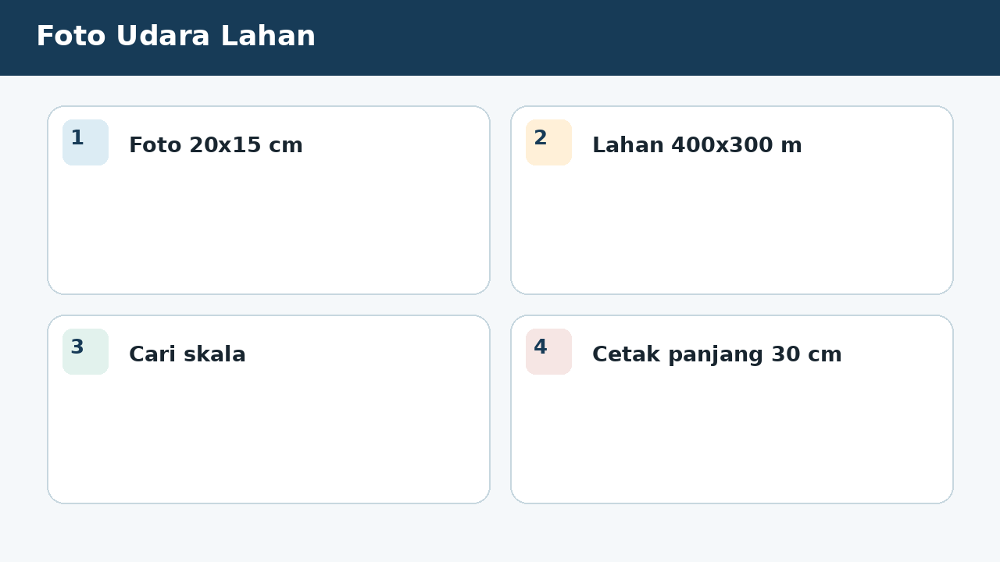 Foto Udara Lahan
1
Foto 20x15 cm
2
Lahan 400x300 m
3
Cari skala
4
Cetak panjang 30 cm